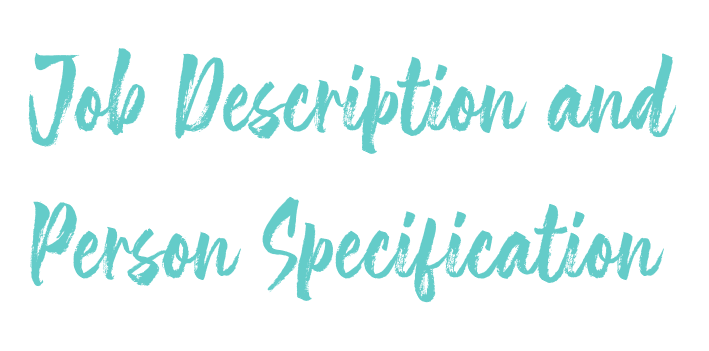 Job Description and
Person Specification